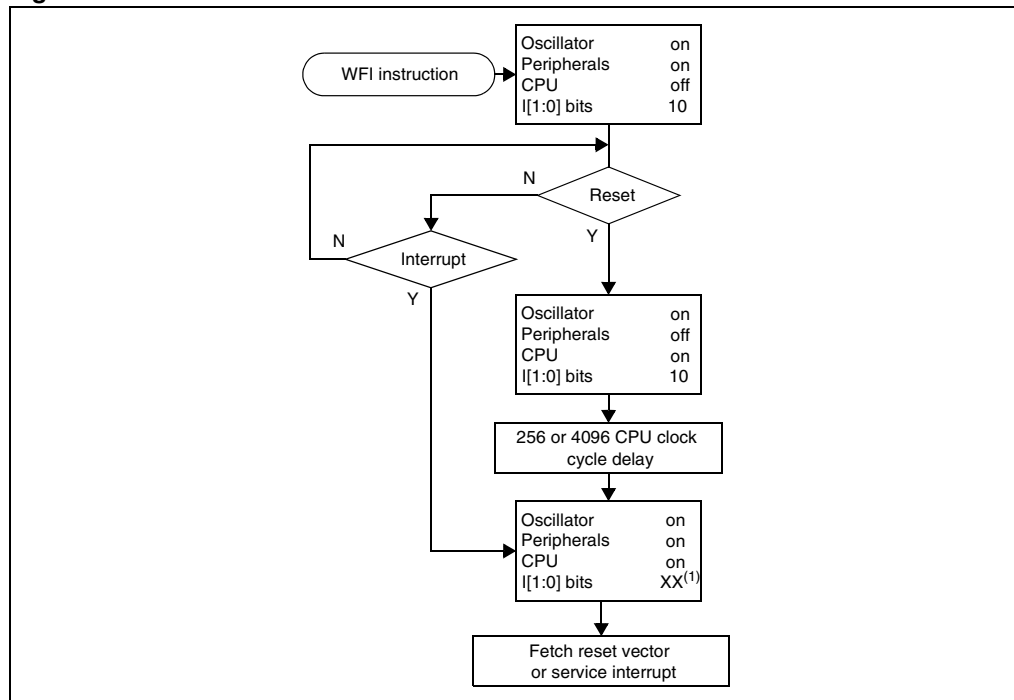 WFI instruction
Oscillator on
Peripherals on
CPU off
I[1:0] bits 10
Reset
N
Y
Interrupt
N
Y
Oscillator on
Peripherals off
CPU on
I[1:0] bits 10
256 or 4096 CPU clock
cycle delay
Oscillator on
Peripherals on
CPU on
I[1:0] bits XX(1)
Fetch reset vector
or service interrupt